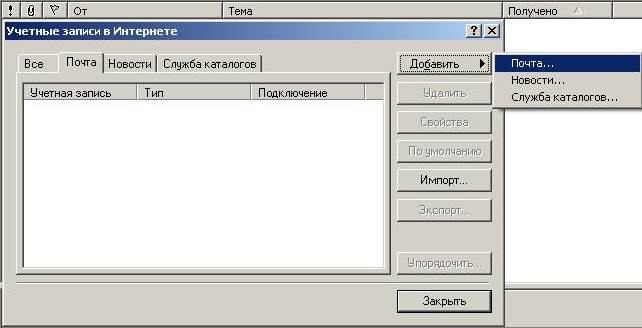 ! От Тема Получено
Учетные записи в Интернете ? ×
Все Почта Новости Служба каталогов
Учетная запись Тип Подключение
Добавить
Удалить
Свойства
По умолчанию
Импорт...
Экспорт...
Упорядочить...
Закрыть
Почта...
Новости...
Служба каталогов...